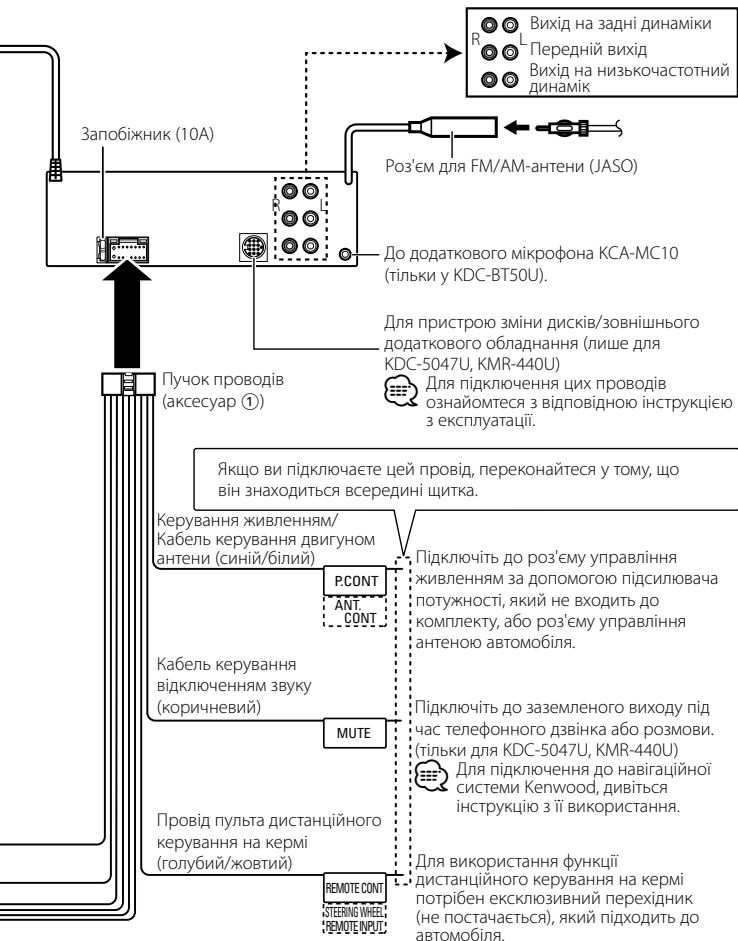 R
L
Вихід на задні динаміки
Передній вихід
Вихід на низькочастотний
динамік
Запобіжник (10A)
Роз'єм для FM/AM-антени (JASO)
R
L
До додаткового мікрофона KCA-MC10
(тільки у KDC-BT50U).
Для пристрою зміни дисків/зовнішнього
додаткового обладнання (лише для
KDC-5047U, KMR-440U)
Для підключення цих проводів
ознайомтеся з відповідною інструкцією
з експлуатації.
Пучок проводів
(аксесуар ①)
Якщо ви підключаєте цей провід, переконайтеся у тому, що
він знаходиться всередині щитка.
Керування живленням/
Кабель керування двигуном
антени (синій/білий)
P.CONT
ANT.
CONT
Підключіть до роз'єму управління
живленням за допомогою підсилювача
потужності, який не входить до
комплекту, або роз'єму управління
антеною автомобіля.
Кабель керування
відключенням звуку
(коричневий)
MUTE
Підключіть до заземленого виходу під
час телефонного дзвінка або розмови.
(тільки для KDC-5047U, KMR-440U)
Для підключення до навігаційної
системи Kenwood, дивіться
інструкцію з її використання.
Провід пульта дистанційного
керування на кермі
(голубий/жовтий)
REMOTE CONT
STEERING WHEEL
REMOTE INPUT
Для використання функції
дистанційного керування на кермі
потрібен ексклюзивний перехідник
(не постачається), який підходить до
автомобіля.